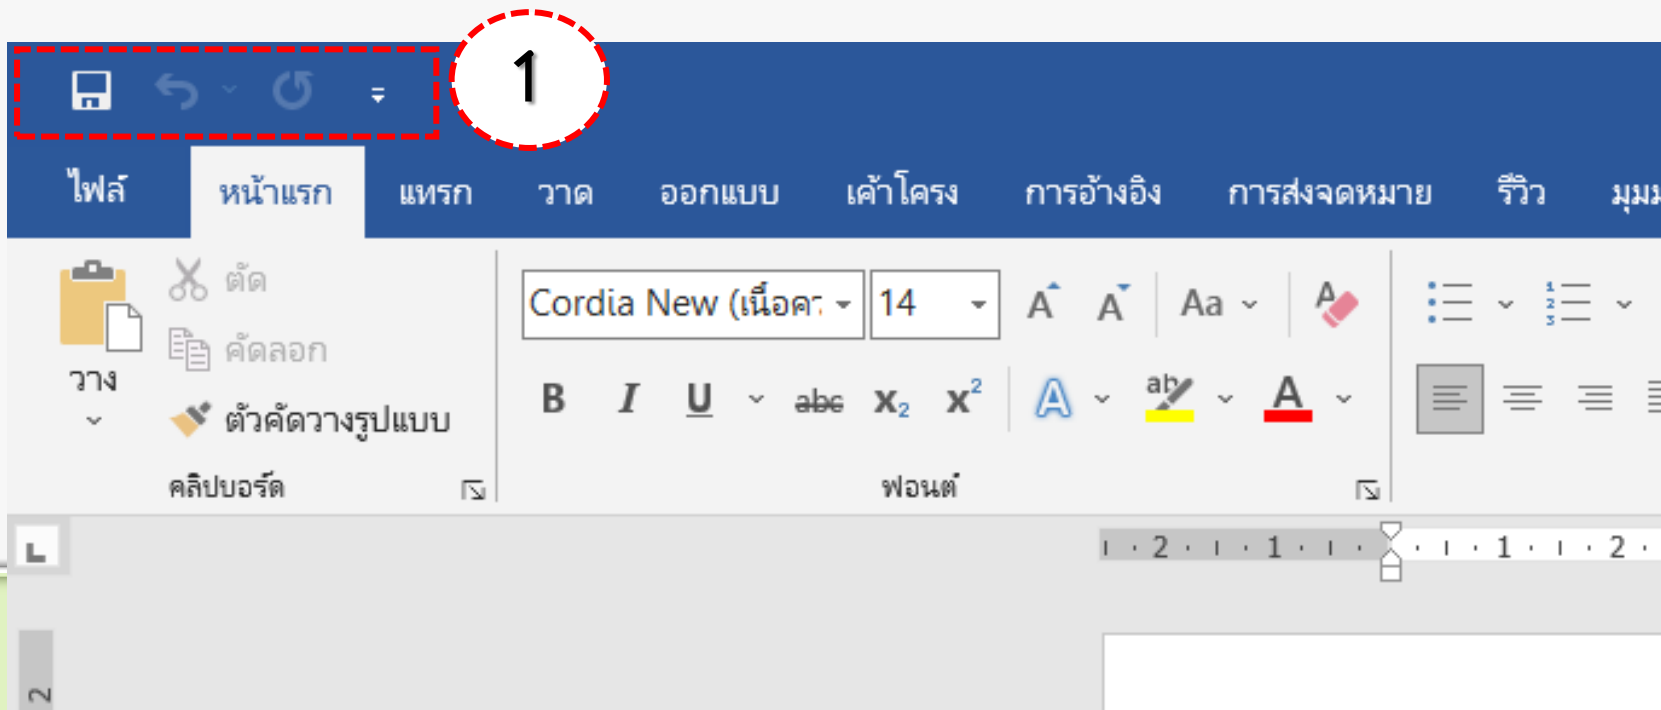 1
ไฟล์ หน้าแรก แทรก วาด ออกแบบ เค้าโครง การอ้างอิง การส่งจดหมาย รีวิว มุมม
ตัด
Cordia New (เนื้อคว 14 A A Aa A
คัดลอก
วาง
B I U abc x₂ x² A ab A
ตัวคัดวางรูปแบบ
คลิปบอร์ด ฟอนต์
2 1 1 2
2